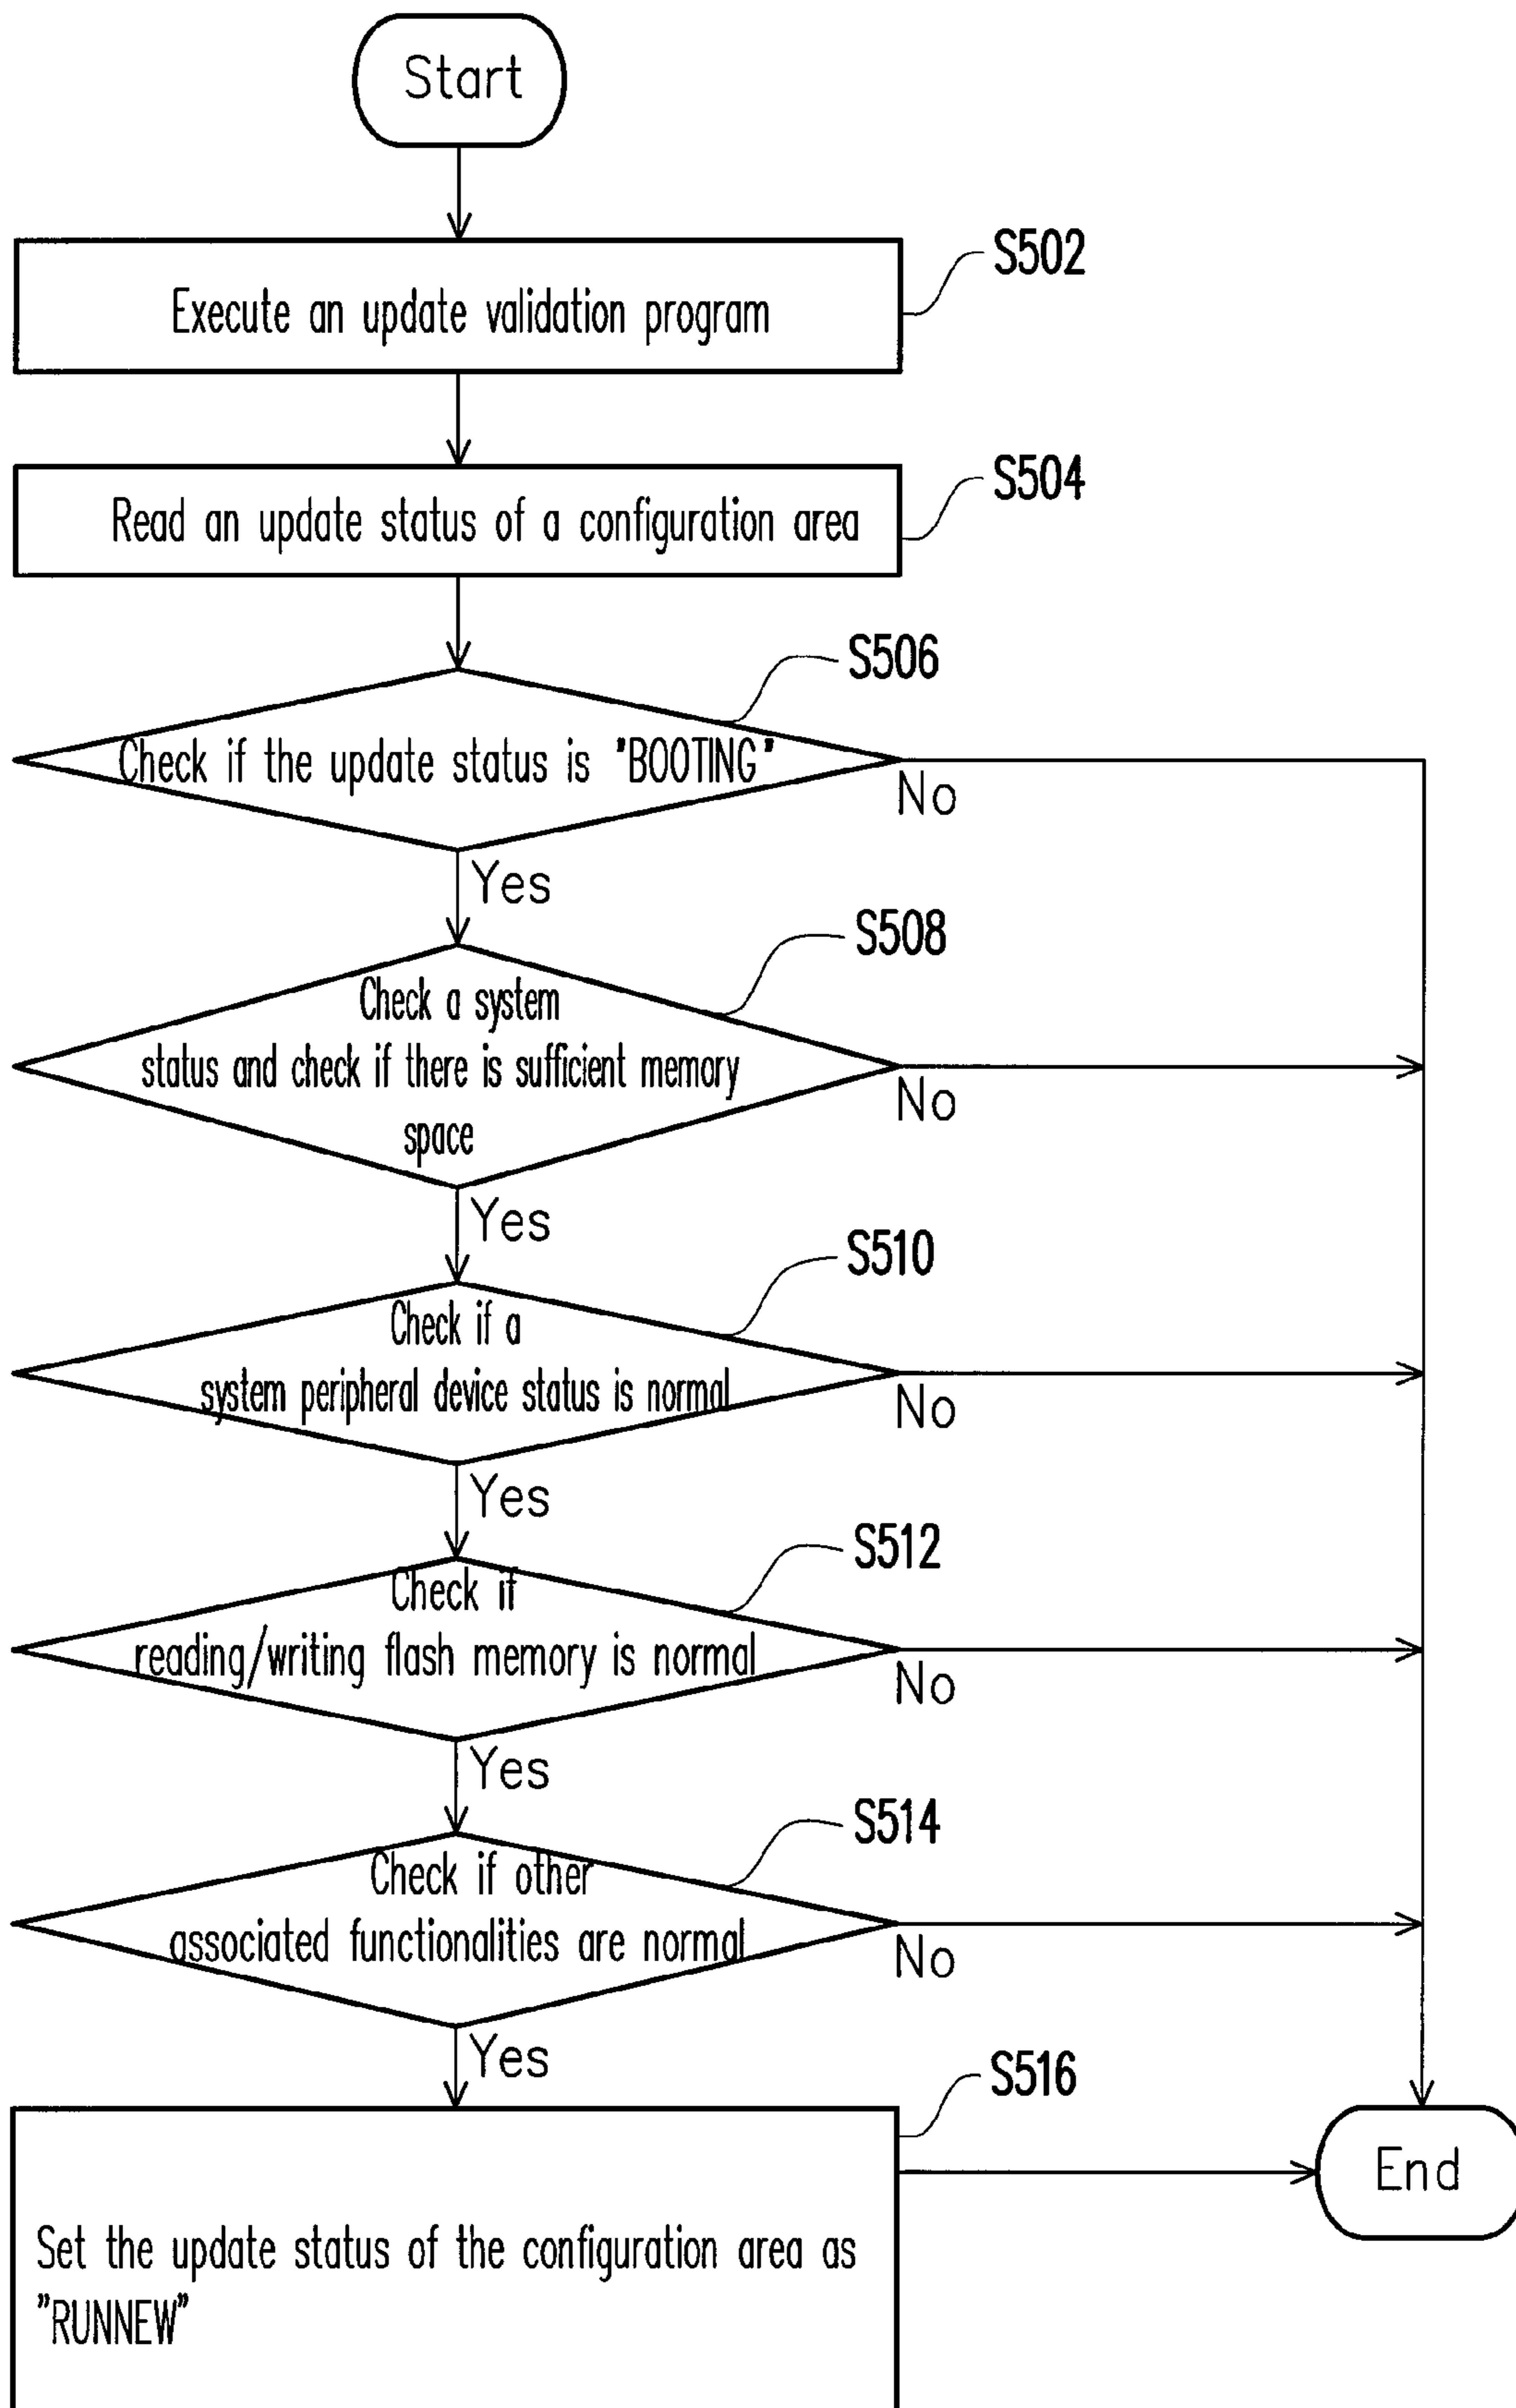 Start
S502
Execute an update validation program
S504
Read an update status of a configuration area
S506
Check if the update status is "BOOTING"
No
Yes
S508
Check a system
status and check if there is sufficient memory
space
No
Yes
S510
Check if a
system peripheral device status is normal
No
Yes
S512
Check if
reading/writing flash memory is normal
No
Yes
S514
Check if other
associated functionalities are normal
No
Yes
S516
End
Set the update status of the configuration area as
"RUNNEW"